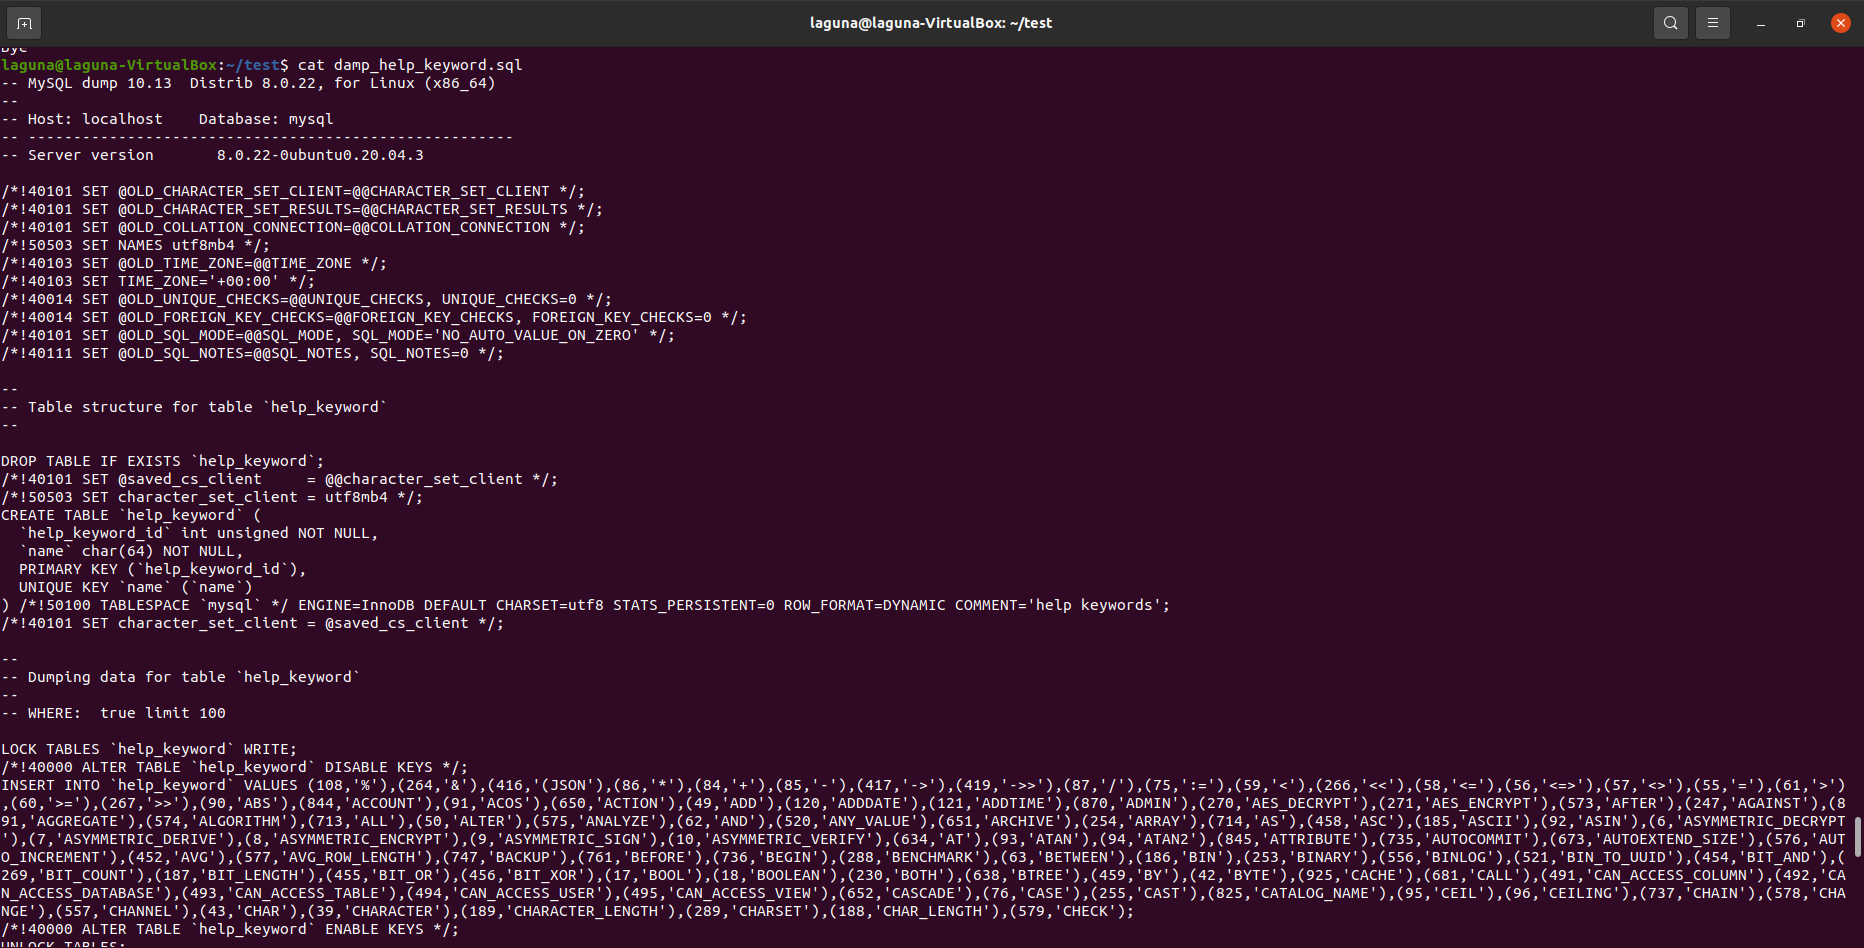 laguna@laguna-VirtualBox: ~/test
Bye
laguna@laguna-VirtualBox:~/test$ cat damp_help_keyword.sql
-- MySQL dump 10.13  Distrib 8.0.22, for Linux (x86_64)
--
-- Host: localhost    Database: mysql
-- ------------------------------------------------------
-- Server version       8.0.22-0ubuntu0.20.04.3

/*!40101 SET @OLD_CHARACTER_SET_CLIENT=@@CHARACTER_SET_CLIENT */;
/*!40101 SET @OLD_CHARACTER_SET_RESULTS=@@CHARACTER_SET_RESULTS */;
/*!40101 SET @OLD_COLLATION_CONNECTION=@@COLLATION_CONNECTION */;
/*!50503 SET NAMES utf8mb4 */;
/*!40103 SET @OLD_TIME_ZONE=@@TIME_ZONE */;
/*!40103 SET TIME_ZONE='+00:00' */;
/*!40014 SET @OLD_UNIQUE_CHECKS=@@UNIQUE_CHECKS, UNIQUE_CHECKS=0 */;
/*!40014 SET @OLD_FOREIGN_KEY_CHECKS=@@FOREIGN_KEY_CHECKS, FOREIGN_KEY_CHECKS=0 */;
/*!40101 SET @OLD_SQL_MODE=@@SQL_MODE, SQL_MODE='NO_AUTO_VALUE_ON_ZERO' */;
/*!40111 SET @OLD_SQL_NOTES=@@SQL_NOTES, SQL_NOTES=0 */;

--
-- Table structure for table `help_keyword`
--

DROP TABLE IF EXISTS `help_keyword`;
/*!40101 SET @saved_cs_client     = @@character_set_client */;
/*!50503 SET character_set_client = utf8mb4 */;
CREATE TABLE `help_keyword` (
  `help_keyword_id` int unsigned NOT NULL,
  `name` char(64) NOT NULL,
  PRIMARY KEY (`help_keyword_id`),
  UNIQUE KEY `name` (`name`)
) /*!50100 TABLESPACE `mysql` */ ENGINE=InnoDB DEFAULT CHARSET=utf8 STATS_PERSISTENT=0 ROW_FORMAT=DYNAMIC COMMENT='help keywords';
/*!40101 SET character_set_client = @saved_cs_client */;

--
-- Dumping data for table `help_keyword`
--
-- WHERE:  true limit 100

LOCK TABLES `help_keyword` WRITE;
/*!40000 ALTER TABLE `help_keyword` DISABLE KEYS */;
INSERT INTO `help_keyword` VALUES (108,'%'),(264,'&'),(416,'(JSON'),(86,'*'),(84,'+'),(85,'-'),(417,'->'),(419,'->>'),(87,'/'),(75,':='),(59,'<'),(266,'<<'),(58,'<='),(56,'<=>'),(57,'<>'),(55,'='),(61,'>')
,(60,'>='),(267,'>>'),(90,'ABS'),(844,'ACCOUNT'),(91,'ACOS'),(650,'ACTION'),(49,'ADD'),(120,'ADDDATE'),(121,'ADDTIME'),(870,'ADMIN'),(270,'AES_DECRYPT'),(271,'AES_ENCRYPT'),(573,'AFTER'),(247,'AGAINST'),(8
91,'AGGREGATE'),(574,'ALGORITHM'),(713,'ALL'),(50,'ALTER'),(575,'ANALYZE'),(62,'AND'),(520,'ANY_VALUE'),(651,'ARCHIVE'),(254,'ARRAY'),(714,'AS'),(458,'ASC'),(185,'ASCII'),(92,'ASIN'),(6,'ASYMMETRIC_DECRYPT
'),(7,'ASYMMETRIC_DERIVE'),(8,'ASYMMETRIC_ENCRYPT'),(9,'ASYMMETRIC_SIGN'),(10,'ASYMMETRIC_VERIFY'),(634,'AT'),(93,'ATAN'),(94,'ATAN2'),(845,'ATTRIBUTE'),(735,'AUTOCOMMIT'),(673,'AUTOEXTEND_SIZE'),(576,'AUT
O_INCREMENT'),(452,'AVG'),(577,'AVG_ROW_LENGTH'),(747,'BACKUP'),(761,'BEFORE'),(736,'BEGIN'),(288,'BENCHMARK'),(63,'BETWEEN'),(186,'BIN'),(253,'BINARY'),(556,'BINLOG'),(521,'BIN_TO_UUID'),(454,'BIT_AND'),(
269,'BIT_COUNT'),(187,'BIT_LENGTH'),(455,'BIT_OR'),(456,'BIT_XOR'),(17,'BOOL'),(18,'BOOLEAN'),(230,'BOTH'),(638,'BTREE'),(459,'BY'),(42,'BYTE'),(925,'CACHE'),(681,'CALL'),(491,'CAN_ACCESS_COLUMN'),(492,'CA
N_ACCESS_DATABASE'),(493,'CAN_ACCESS_TABLE'),(494,'CAN_ACCESS_USER'),(495,'CAN_ACCESS_VIEW'),(652,'CASCADE'),(76,'CASE'),(255,'CAST'),(825,'CATALOG_NAME'),(95,'CEIL'),(96,'CEILING'),(737,'CHAIN'),(578,'CHA
NGE'),(557,'CHANNEL'),(43,'CHAR'),(39,'CHARACTER'),(189,'CHARACTER_LENGTH'),(289,'CHARSET'),(188,'CHAR_LENGTH'),(579,'CHECK');
/*!40000 ALTER TABLE `help_keyword` ENABLE KEYS */;
UNLOCK TABLES;